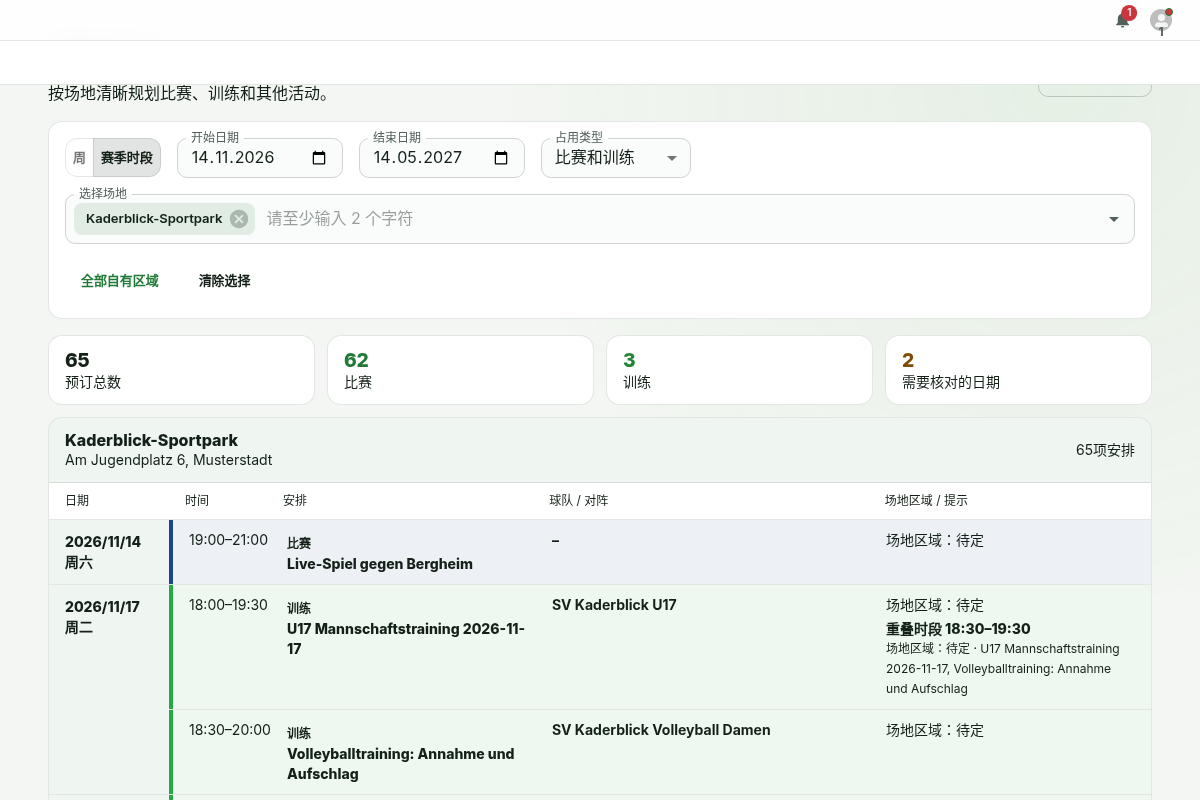 1
1
按场地清晰规划比赛、训练和其他活动。
周
赛季时段
开始日期
14.11.2026
结束日期
14.05.2027
占用类型
比赛和训练
选择场地
Kaderblick-Sportpark
请至少输入 2 个字符
全部自有区域
清除选择
65
预订总数
62
比赛
3
训练
2
需要核对的日期
Kaderblick-Sportpark
Am Jugendplatz 6, Musterstadt
65项安排
日期
时间
安排
球队 / 对阵
场地区域 / 提示
2026/11/14
周六
19:00–21:00
比赛
Live-Spiel gegen Bergheim
–
场地区域：待定
2026/11/17
周二
18:00–19:30
训练
U17 Mannschaftstraining 2026-11-
17
SV Kaderblick U17
场地区域：待定
重叠时段 18:30–19:30
场地区域：待定 · U17 Mannschaftstraining
2026-11-17, Volleyballtraining: Annahme
und Aufschlag
18:30–20:00
训练
Volleyballtraining: Annahme und
Aufschlag
SV Kaderblick Volleyball Damen
场地区域：待定